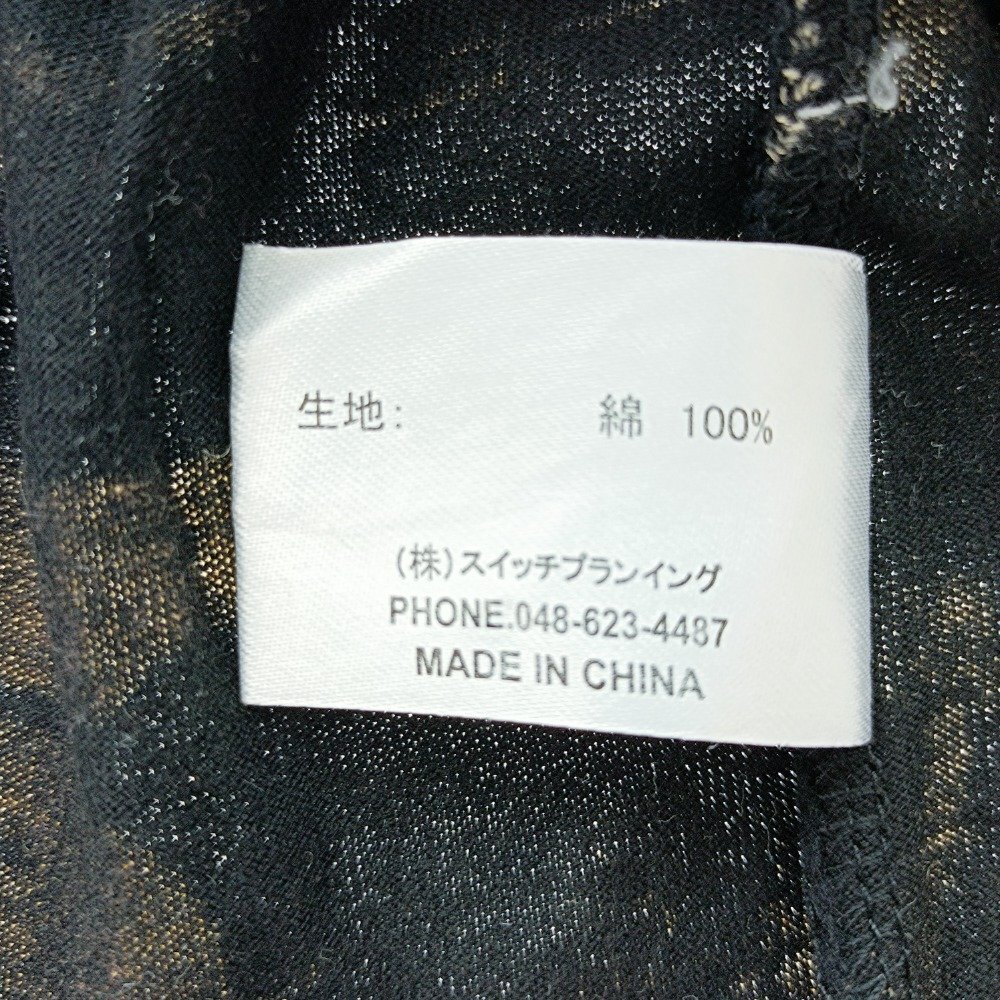 生地: 綿 100%
(株)スイッチブランイング
PHONE.048-623-4487
MADE IN CHINA